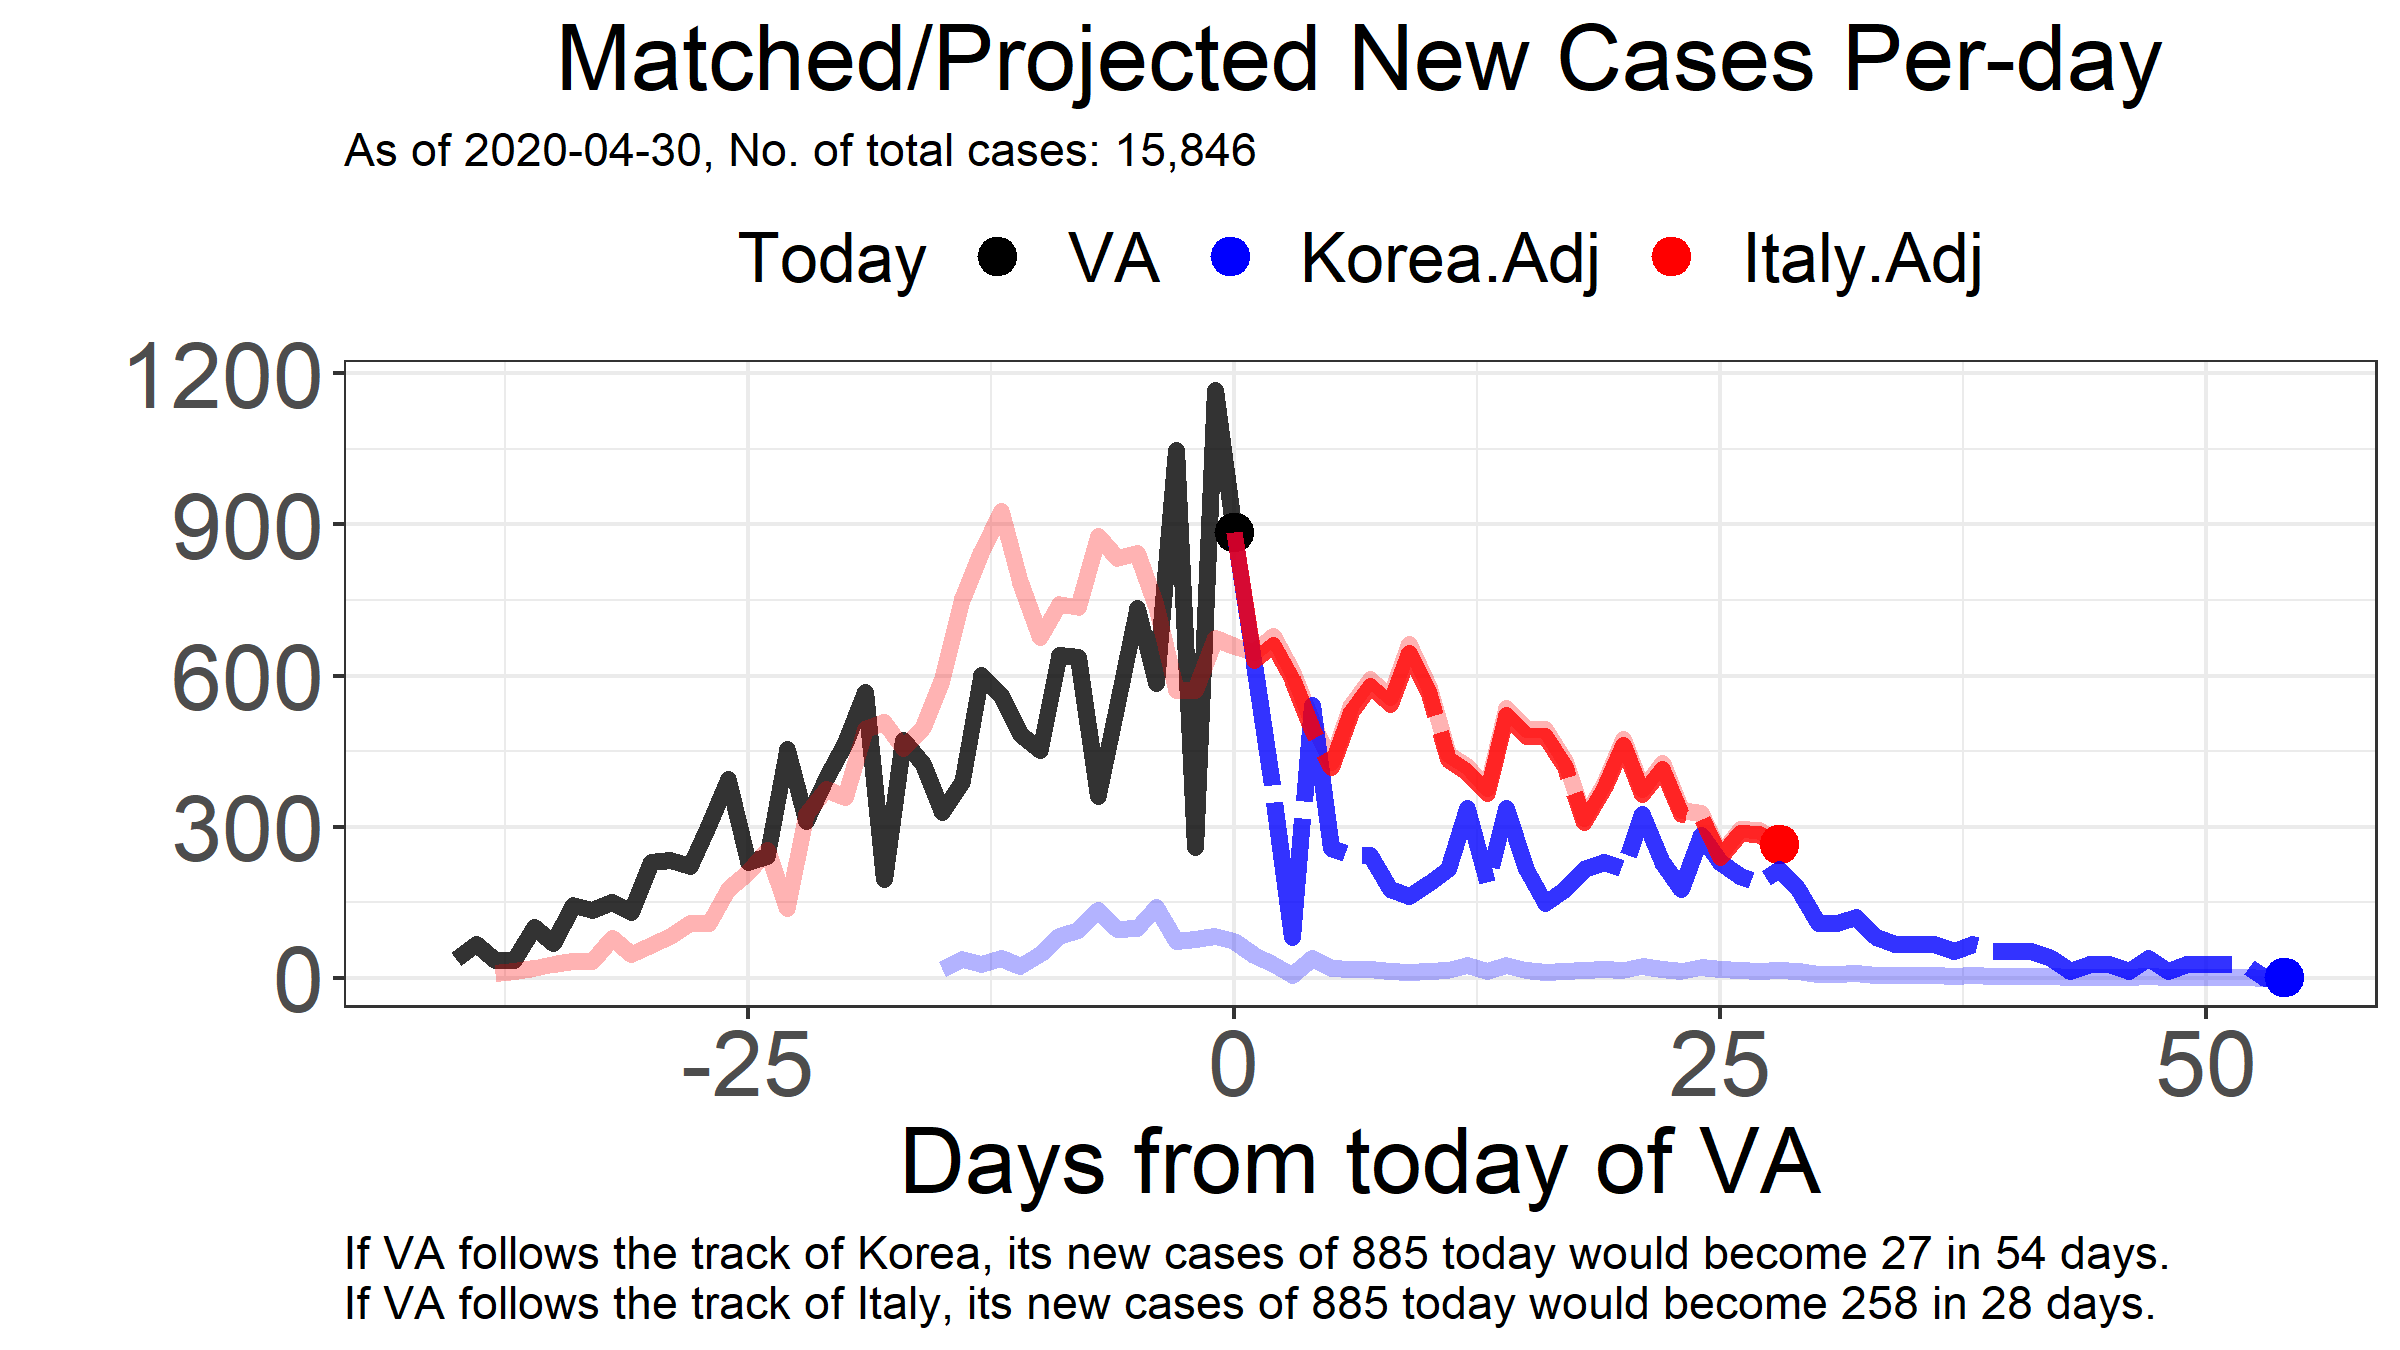 Matched/Projected New Cases Per-day
As of 2020-04-30, No. of total cases: 15,846
Today VA Korea.Adj Italy.Adj
1200
900
600
300
0
-25 0 25 50
Days from today of VA
If VA follows the track of Korea, its new cases of 885 today would become 27 in 54 days.
If VA follows the track of Italy, its new cases of 885 today would become 258 in 28 days.